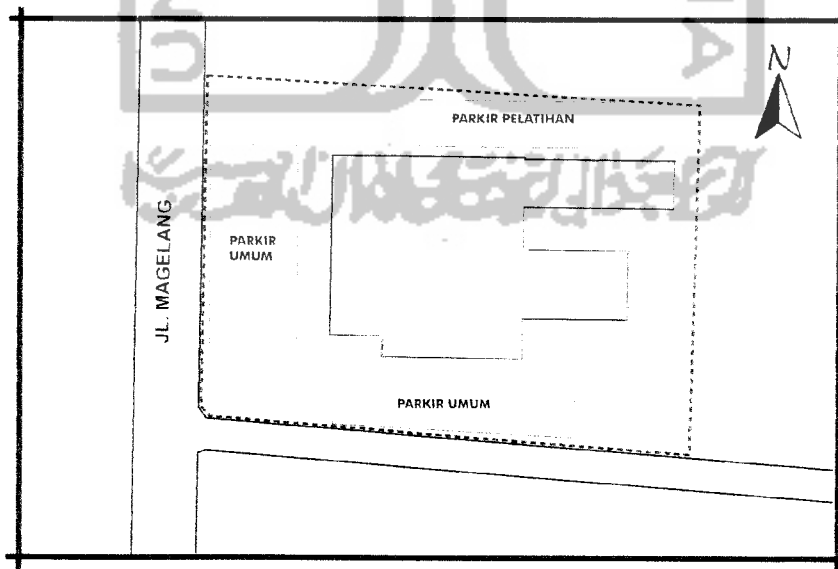 N
PARKIR PELATIHAN
JL. MAGELANG
PARKIR
UMUM
PARKIR UMUM